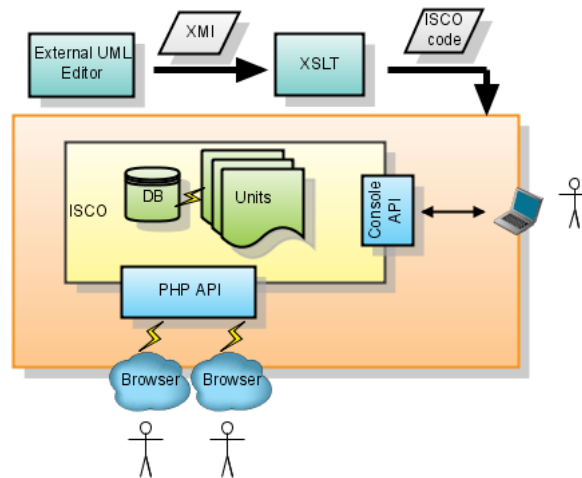 XMI
ISCO
code
External UML
Editor
XSLT
ISCO
DB
Units
Console
API
PHP API
Browser
Browser